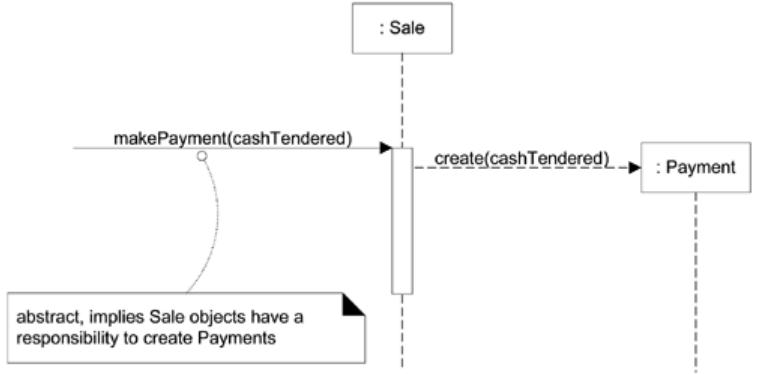 : Sale
makePayment(cashTendered)
create(cashTendered)
: Payment
abstract, implies Sale objects have a
responsibility to create Payments